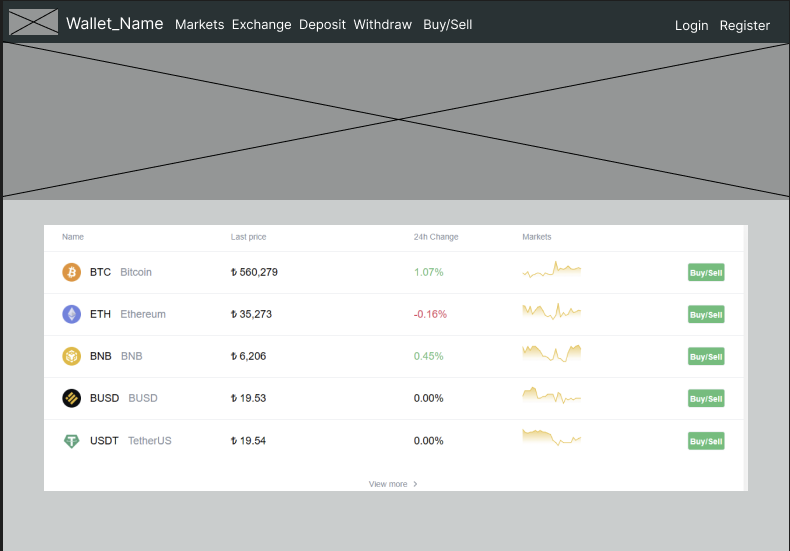 Wallet_Name Markets Exchange Deposit Withdraw Buy/Sell Login Register
Name Last price 24h Change Markets
BTC Bitcoin ₺ 560,279 1.07% Buy/Sell
ETH Ethereum ₺ 35,273 -0.16% Buy/Sell
BNB BNB ₺ 6,206 0.45% Buy/Sell
BUSD BUSD ₺ 19.53 0.00% Buy/Sell
USDT TetherUS ₺ 19.54 0.00% Buy/Sell
View more >